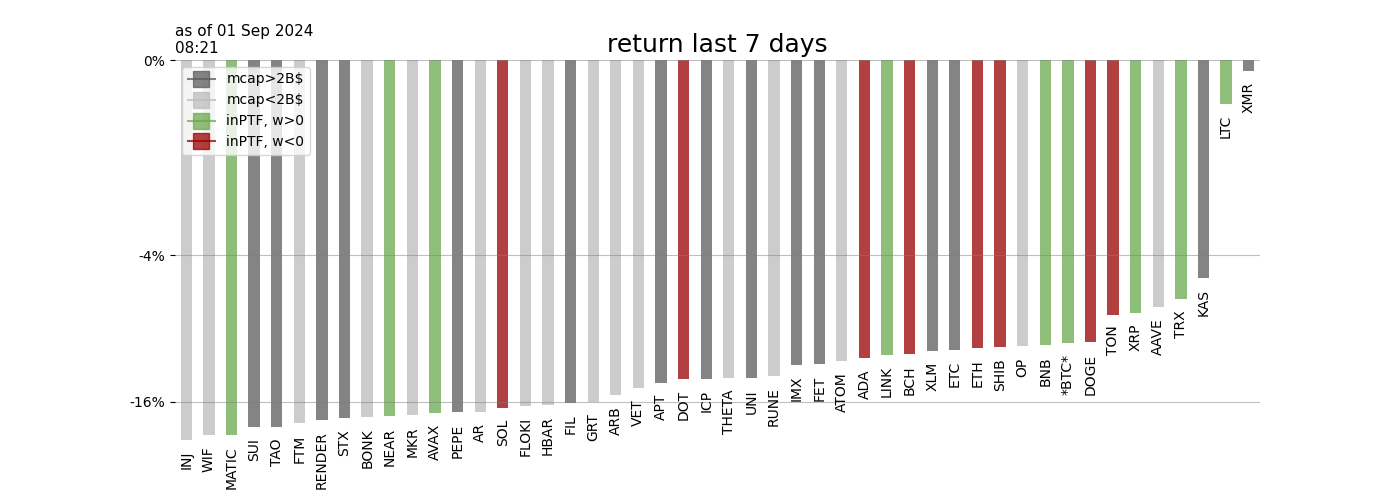 as of 01 Sep 2024
08:21
return last 7 days
0%
-4%
-16%
mcap>2B$
mcap<2B$
inPTF, w>0
inPTF, w<0
INJ
WIF
MATIC
SUI
TAO
FTM
RENDER
STX
BONK
NEAR
MKR
AVAX
PEPE
AR
SOL
FLOKI
HBAR
FIL
GRT
ARB
VET
APT
DOT
ICP
THETA
UNI
RUNE
IMX
FET
ATOM
ADA
LINK
BCH
XLM
ETC
ETH
SHIB
OP
BNB
*BTC*
DOGE
TON
XRP
AAVE
TRX
KAS
LTC
XMR